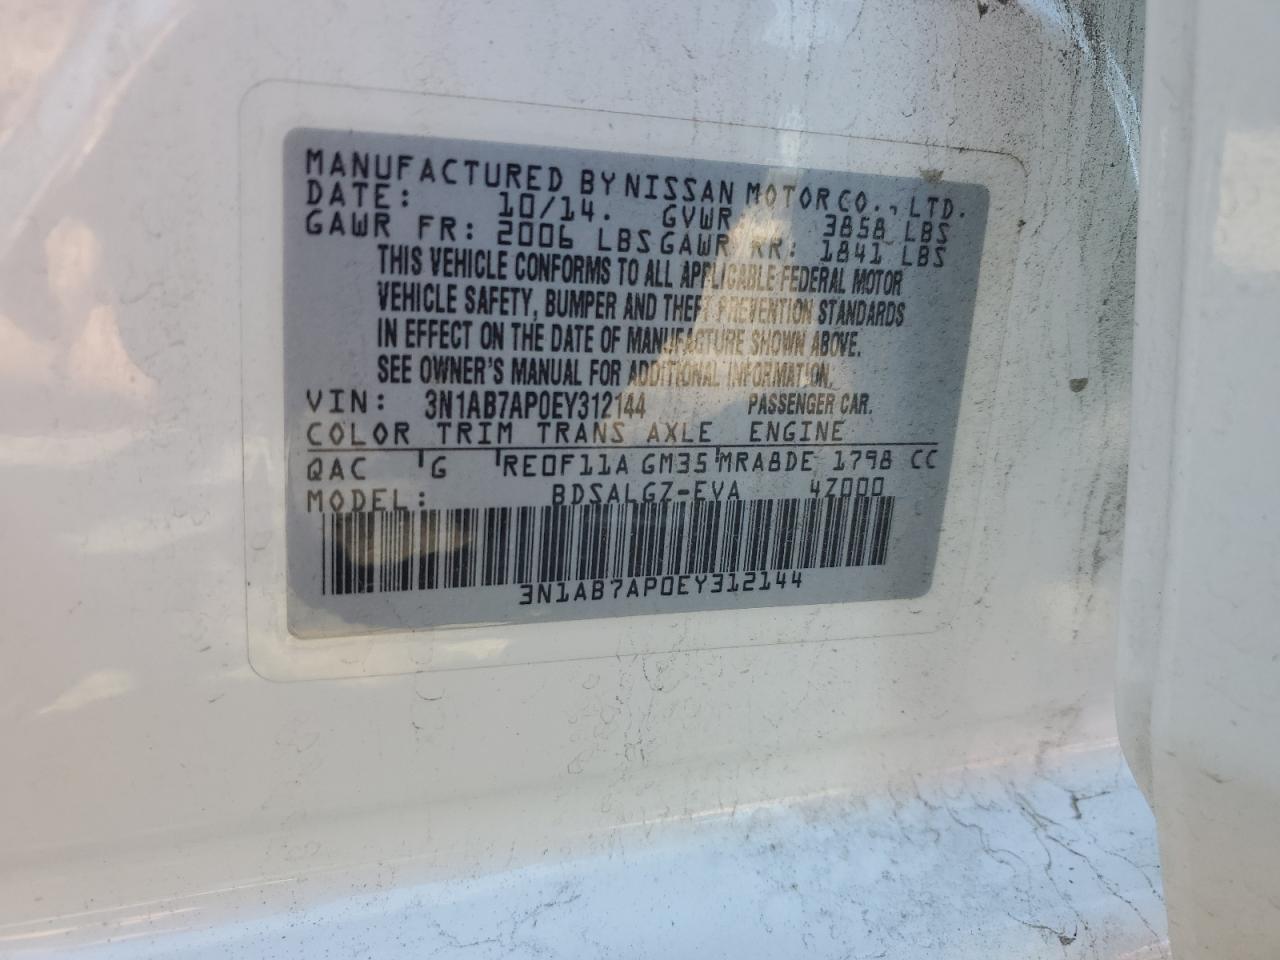 MANUFACTURED BY NISSAN MOTOR CO., LTD.
DATE: 10/14. GVWR: 3858 LBS
GAWR FR: 2006 LBS GAWR RR: 1841 LBS
THIS VEHICLE CONFORMS TO ALL APPLICABLE FEDERAL MOTOR
VEHICLE SAFETY, BUMPER AND THEFT PREVENTION STANDARDS
IN EFFECT ON THE DATE OF MANUFACTURE SHOWN ABOVE.
SEE OWNER'S MANUAL FOR ADDITIONAL INFORMATION.
VIN: 3N1AB7AP0EY312144 PASSENGER CAR.
COLOR TRIM TRANS AXLE ENGINE
QAC G RE0F11A GM35 MRA8DE 1798 CC
MODEL: BDSALGZ-EVA 4Z000
3N1AB7AP0EY312144